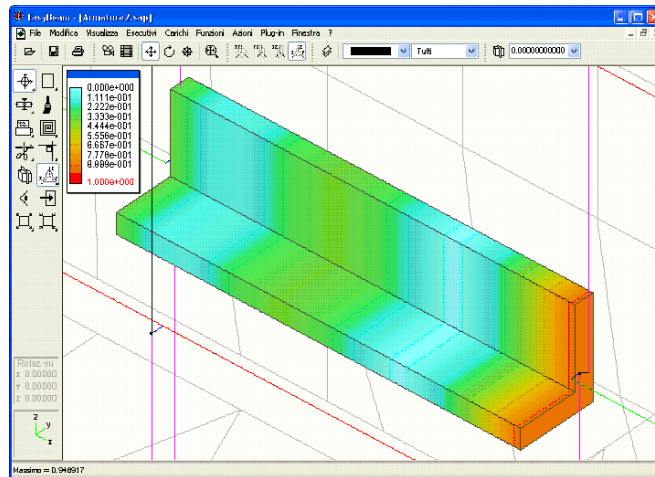 EasyBeam - [Armature Z.sap]
File Modifica Visualizza Esecutivi Carichi Funzioni Azioni Plug-in Finestra ?
Tutti 0.00000000000
0.000e+000
1.111e-001
2.222e-001
3.333e-001
4.444e-001
5.556e-001
6.667e-001
7.778e-001
8.889e-001
1.000e+000
Rotaz. su
x 0.00000
y 0.00000
z 0.00000
z
y
x
Massimo = 0.948917